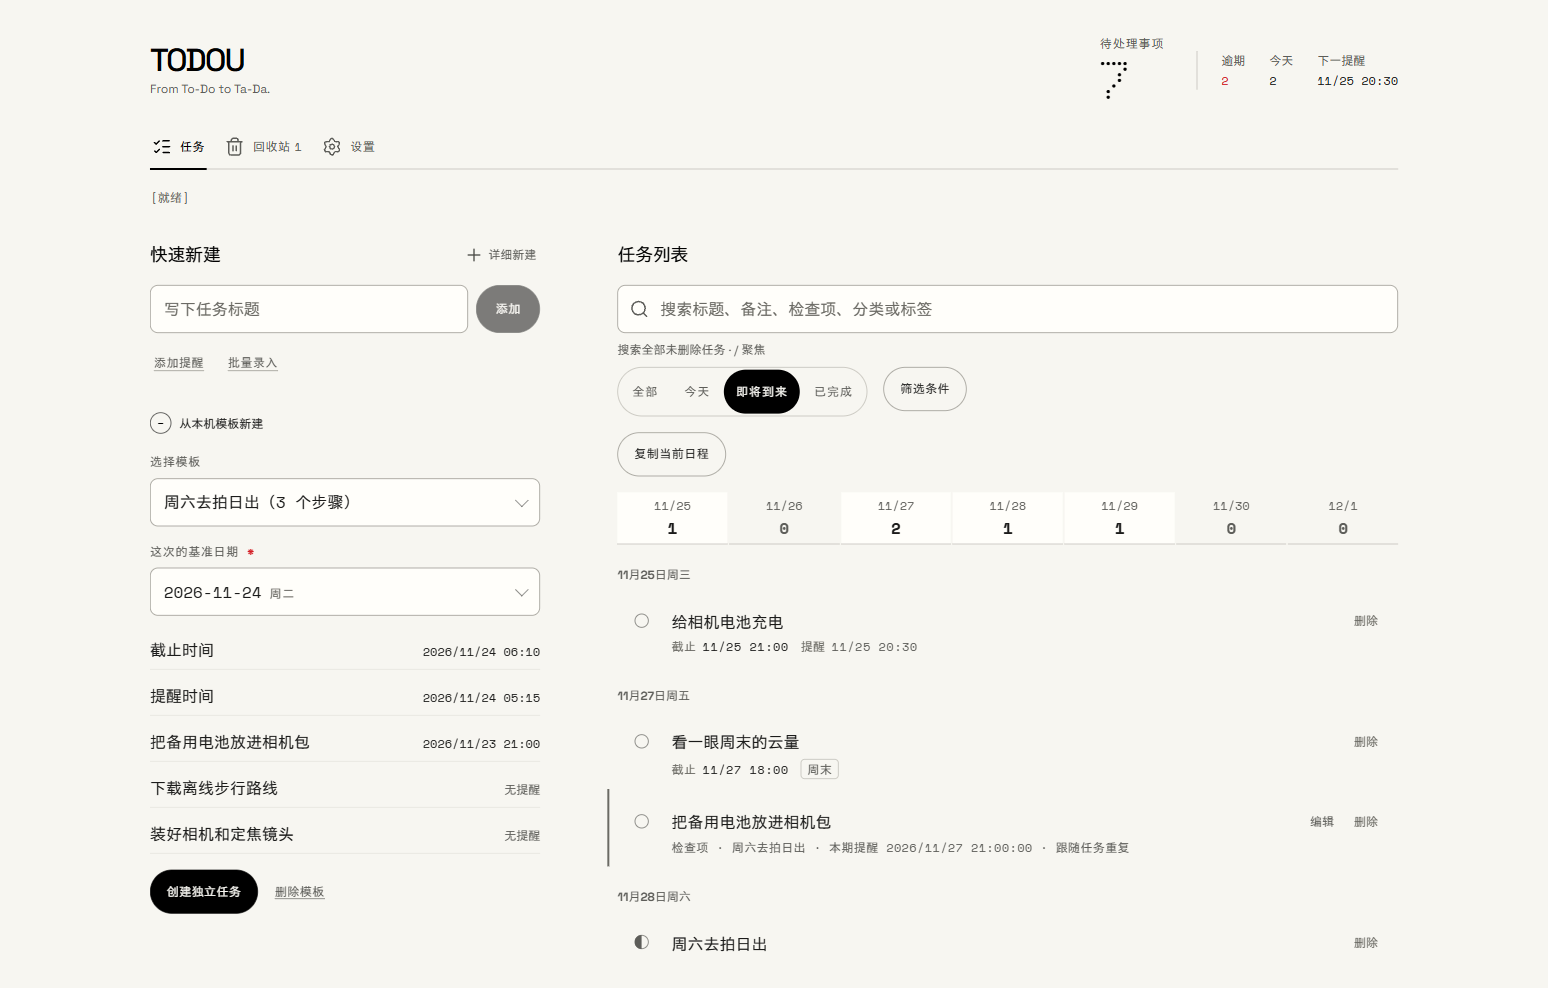 TODOU
From To-Do to Ta-Da.
待处理事项
7
逾期
2
今天
2
下一提醒
11/25 20:30
任务
回收站 1
设置
[就绪]
快速新建
详细新建
写下任务标题
添加
添加提醒
批量录入
- 从本机模板新建
选择模板
周六去拍日出（3 个步骤）
这次的基准日期 *
2026-11-24 周二
截止时间 2026/11/24 06:10
提醒时间 2026/11/24 05:15
把备用电池放进相机包 2026/11/23 21:00
下载离线步行路线 无提醒
装好相机和定焦镜头 无提醒
创建独立任务
删除模板
任务列表
搜索标题、备注、检查项、分类或标签
搜索全部未删除任务 · / 聚焦
全部
今天
即将到来
已完成
筛选条件
复制当前日程
11/25
1
11/26
0
11/27
2
11/28
1
11/29
1
11/30
0
12/1
0
11月25日周三
给相机电池充电 删除
截止 11/25 21:00 提醒 11/25 20:30
11月27日周五
看一眼周末的云量 删除
截止 11/27 18:00 周末
把备用电池放进相机包 编辑 删除
检查项 · 周六去拍日出 · 本期提醒 2026/11/27 21:00:00 · 跟随任务重复
11月28日周六
周六去拍日出 删除